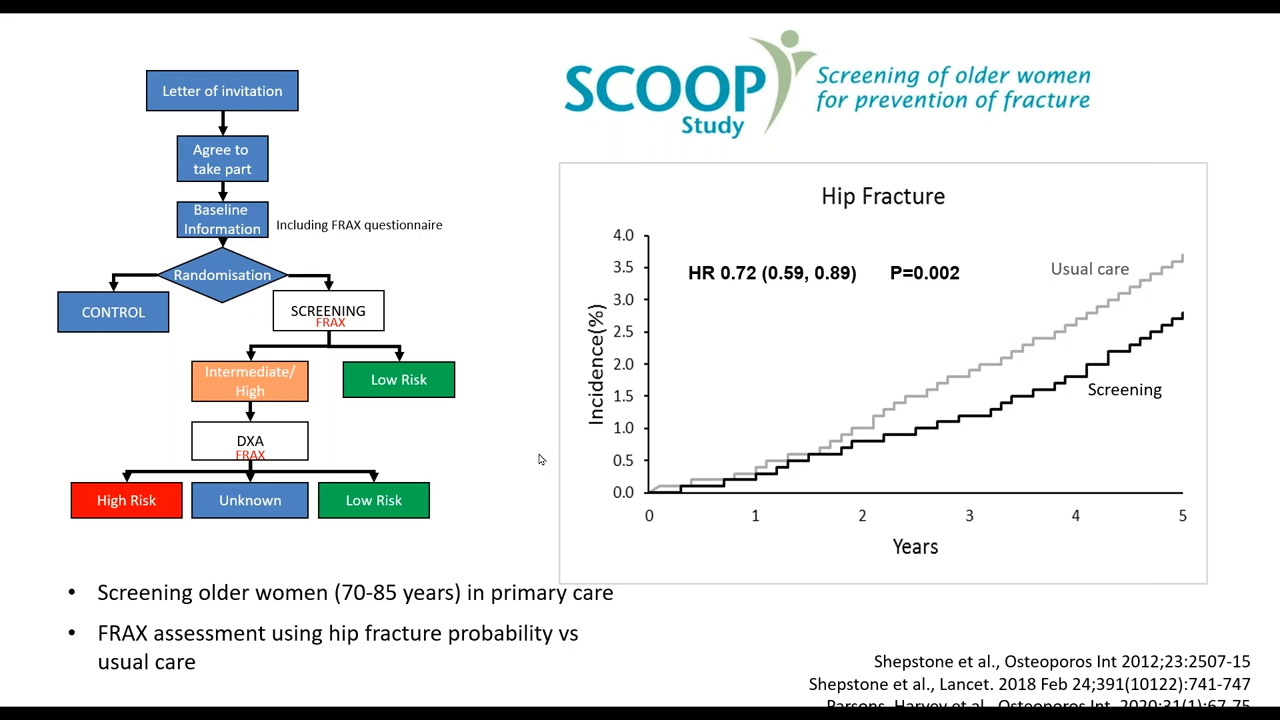 Letter of invitation
Agree to
take part
Baseline
Information
Including FRAX questionnaire
Randomisation
CONTROL
SCREENING
FRAX
Intermediate/
High
Low Risk
DXA
FRAX
High Risk
Unknown
Low Risk
SCOOP
Study
Screening of older women
for prevention of fracture
Hip Fracture
HR 0.72 (0.59, 0.89) P=0.002
Usual care
Screening
Incidence(%)
4.0
3.5
3.0
2.5
2.0
1.5
1.0
0.5
0.0
0 1 2 3 4 5
Years
• Screening older women (70-85 years) in primary care
• FRAX assessment using hip fracture probability vs
usual care
Shepstone et al., Osteoporos Int 2012;23:2507-15
Shepstone et al., Lancet. 2018 Feb 24;391(10122):741-747
Parsons, Harvey et al., Osteoporos Int. 2020;31(1):67-75